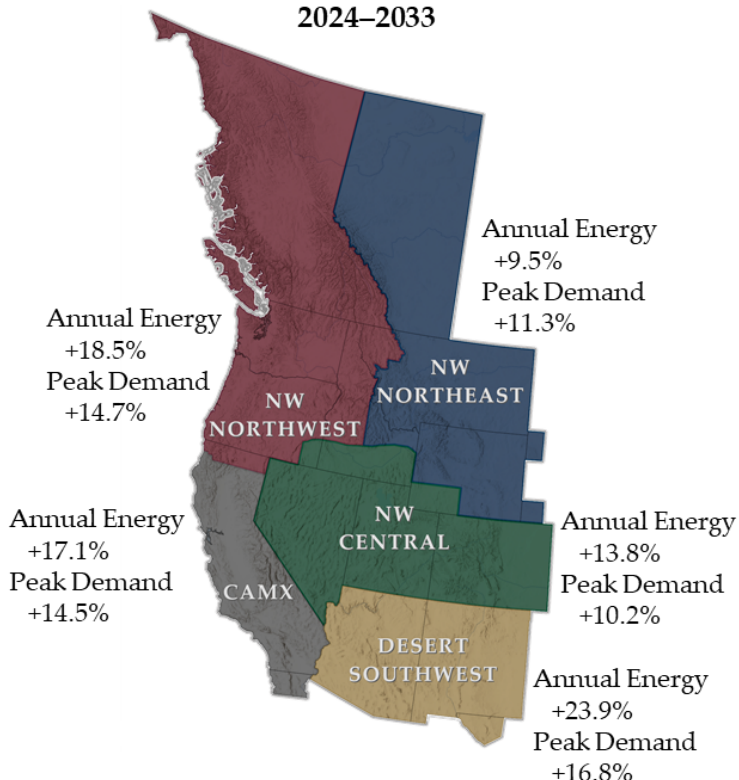 2024–2033
Annual Energy
+9.5%
Peak Demand
+11.3%
Annual Energy
+18.5%
Peak Demand
+14.7%
NW
NORTHEAST
NW
NORTHWEST
Annual Energy
+17.1%
Peak Demand
+14.5%
NW
CENTRAL
Annual Energy
+13.8%
Peak Demand
+10.2%
CAMX
DESERT
SOUTHWEST
Annual Energy
+23.9%
Peak Demand
+16.8%